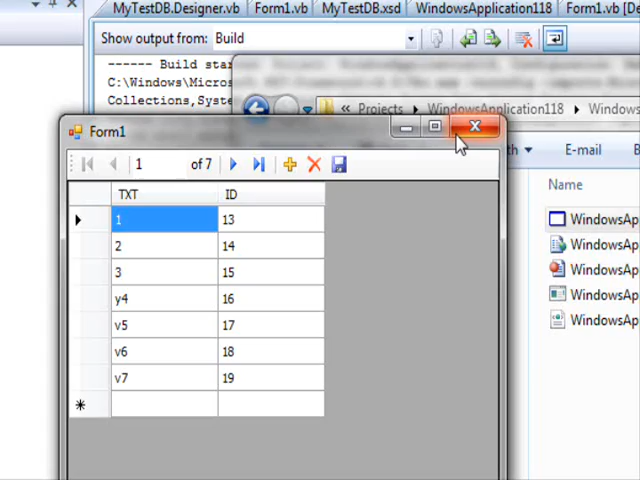 MyTestDB.Designer.vb Form1.vb MyTestDB.xsd WindowsApplication118 Form1.vb [De
Show output from: Build
------ Build star
C:\Windows\Micros
Collections,Syste
« Projects WindowsApplication118 Windows
Form1
th E-mail
1 of 7
Name
TXT ID
1 13
2 14
3 15
y4 16
v5 17
v6 18
v7 19
WindowsAp
WindowsAp
WindowsAp
WindowsAp
WindowsAp